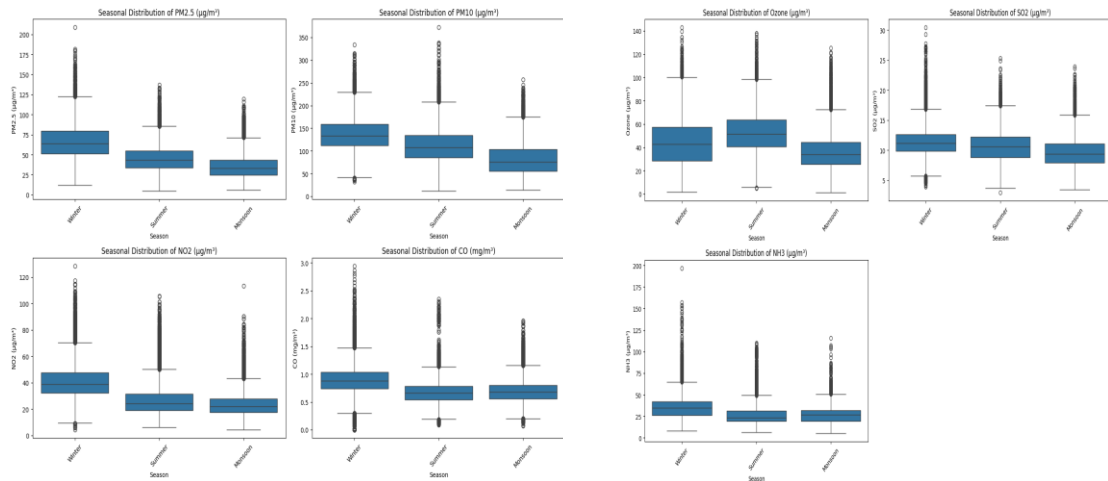 Seasonal Distribution of PM2.5 (µg/m³)
PM2.5 (µg/m³)
200
175
150
125
100
75
50
25
0
Winter
Summer
Monsoon
Season
Seasonal Distribution of PM10 (µg/m³)
PM10 (µg/m³)
350
300
250
200
150
100
50
0
Winter
Summer
Monsoon
Season
Seasonal Distribution of Ozone (µg/m³)
Ozone (µg/m³)
140
120
100
80
60
40
20
0
Winter
Summer
Monsoon
Season
Seasonal Distribution of SO2 (µg/m³)
SO2 (µg/m³)
30
25
20
15
10
5
Winter
Summer
Monsoon
Season
Seasonal Distribution of NO2 (µg/m³)
NO2 (µg/m³)
120
100
80
60
40
20
0
Winter
Summer
Monsoon
Season
Seasonal Distribution of CO (mg/m³)
CO (mg/m³)
3.0
2.5
2.0
1.5
1.0
0.5
0.0
Winter
Summer
Monsoon
Season
Seasonal Distribution of NH3 (µg/m³)
NH3 (µg/m³)
200
175
150
125
100
75
50
25
0
Winter
Summer
Monsoon
Season